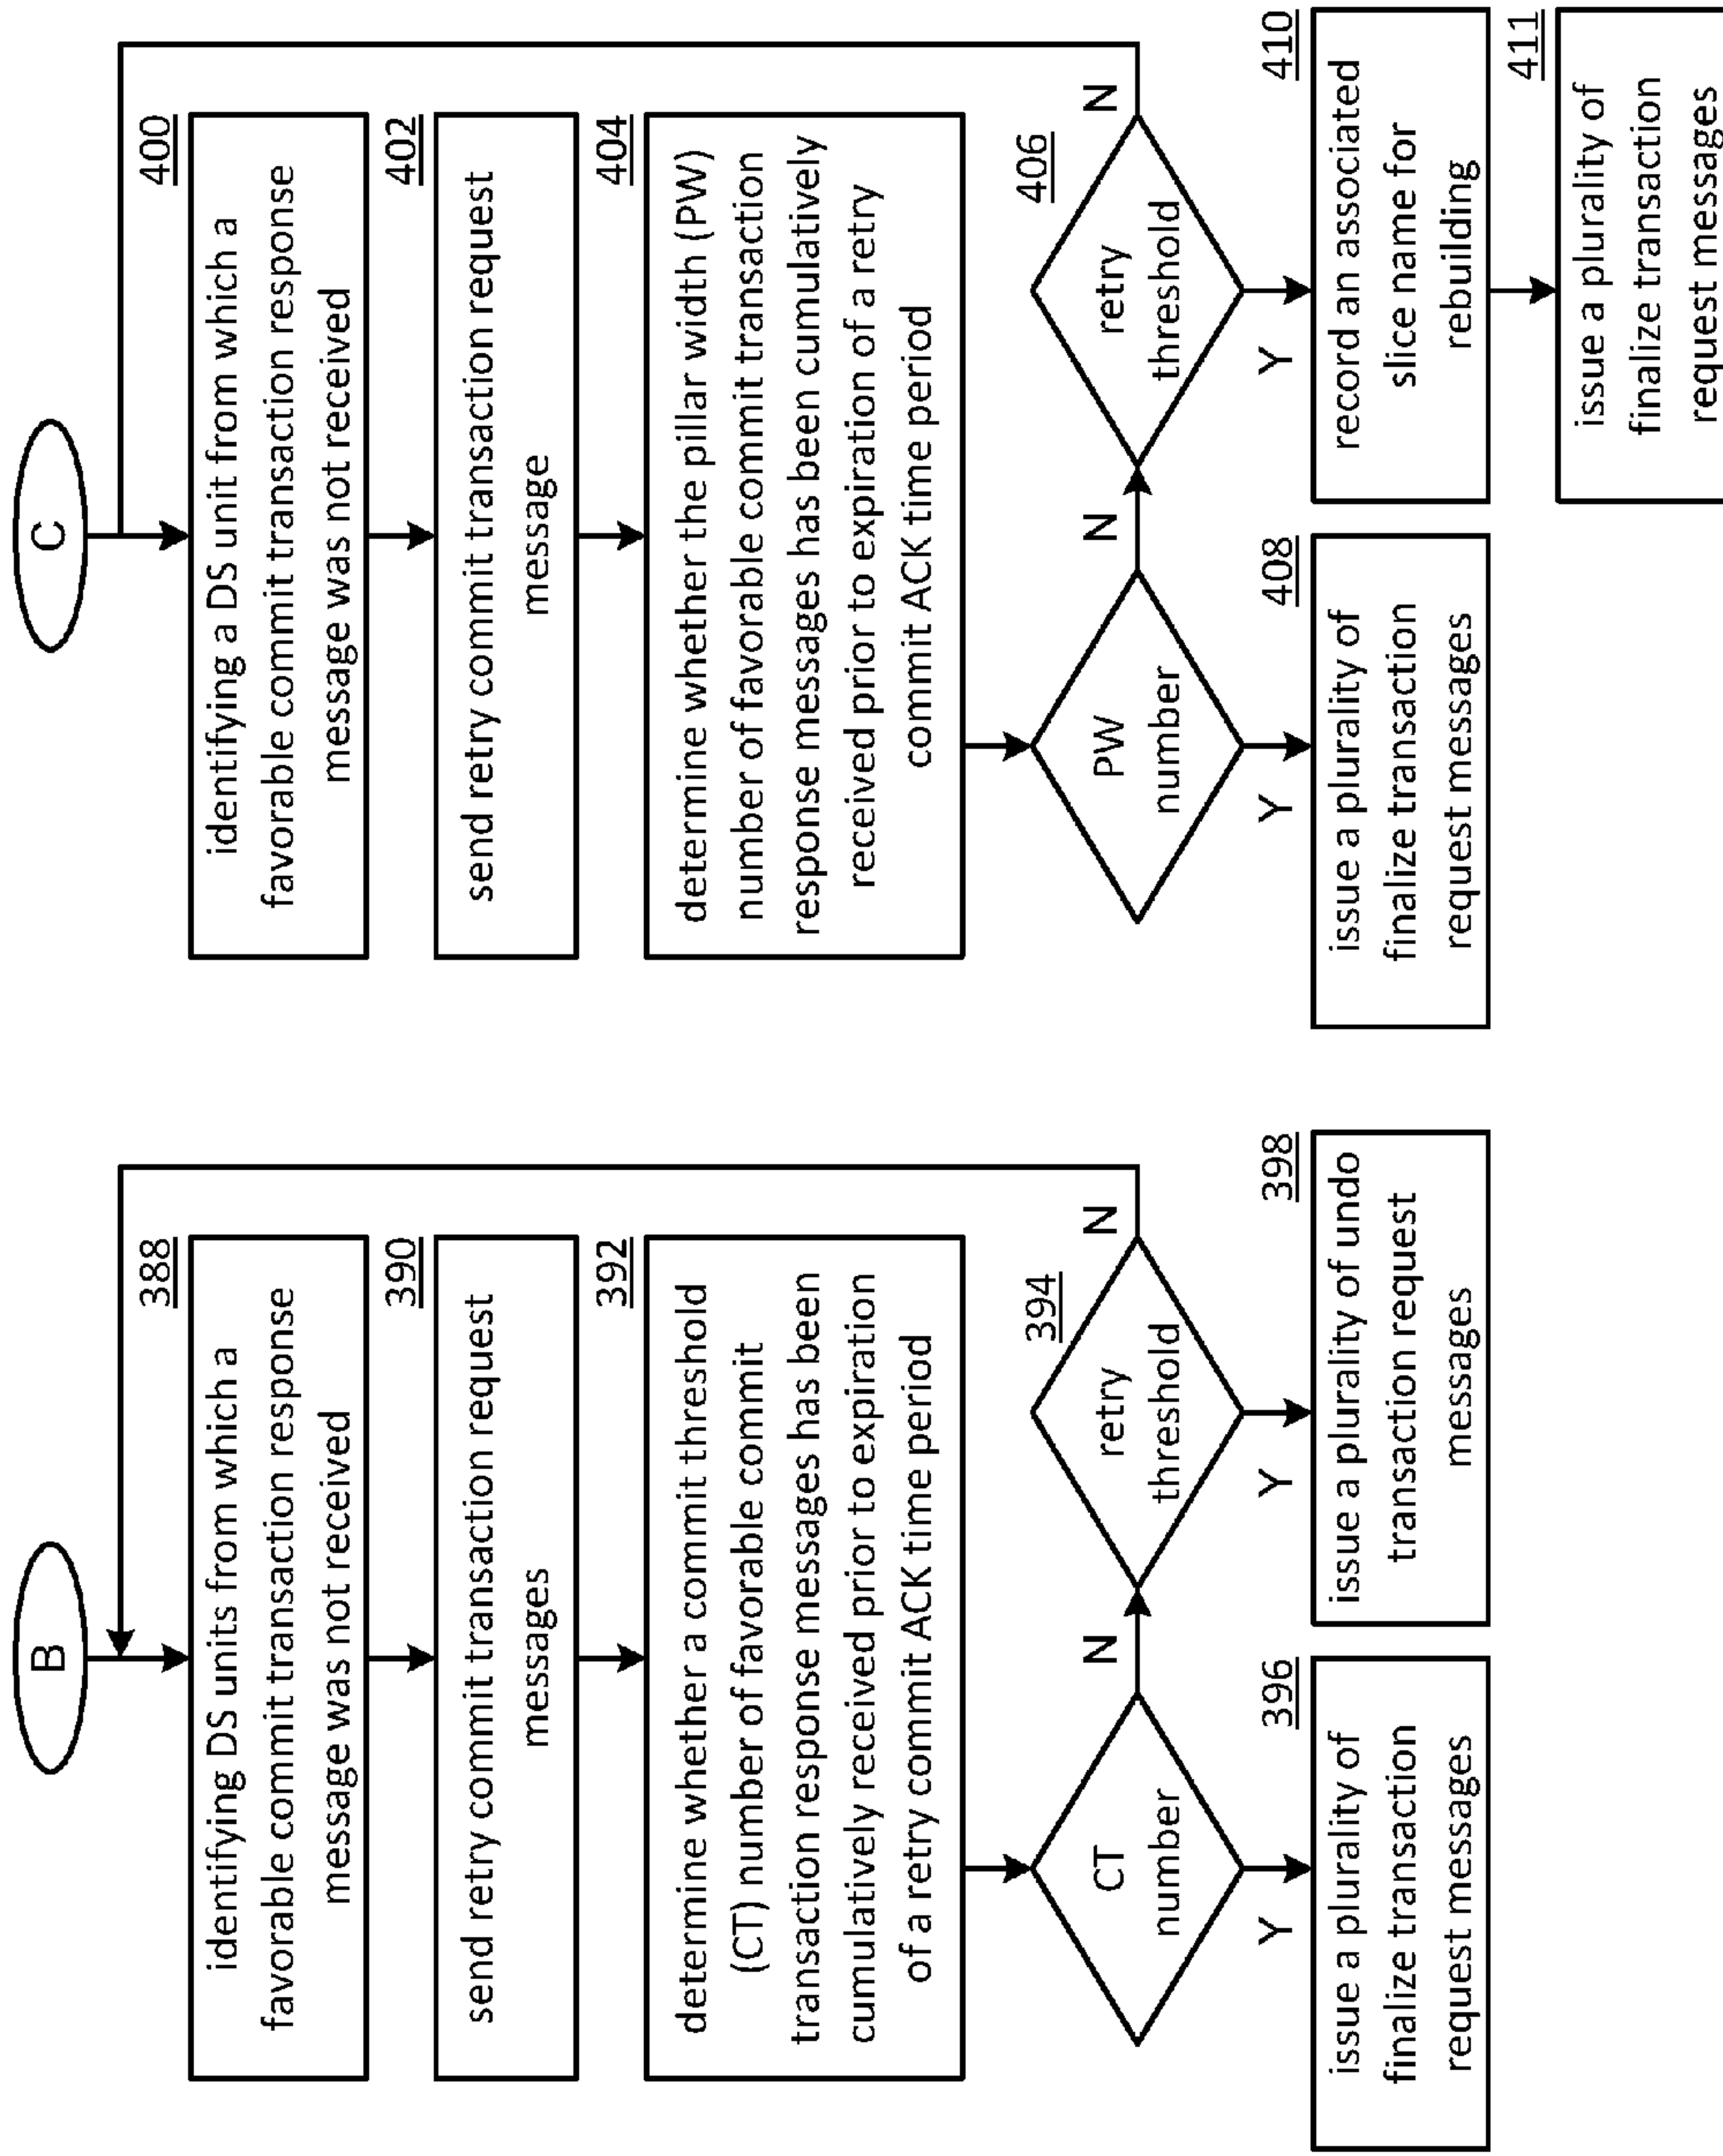 B
388
identifying DS units from which a
favorable commit transaction response
message was not received
390
send retry commit transaction request
messages
392
determine whether a commit threshold
(CT) number of favorable commit
transaction response messages has been
cumulatively received prior to expiration
of a retry commit ACK time period
CT
number
N
394
retry
threshold
N
Y
396
issue a plurality of
finalize transaction
request messages
Y
398
issue a plurality of undo
transaction request
messages
C
400
identifying a DS unit from which a
favorable commit transaction response
message was not received
402
send retry commit transaction request
message
404
determine whether the pillar width (PW)
number of favorable commit transaction
response messages has been cumulatively
received prior to expiration of a retry
commit ACK time period
PW
number
N
406
retry
threshold
N
Y
408
issue a plurality of
finalize transaction
request messages
Y
410
record an associated
slice name for
rebuilding
411
issue a plurality of
finalize transaction
request messages